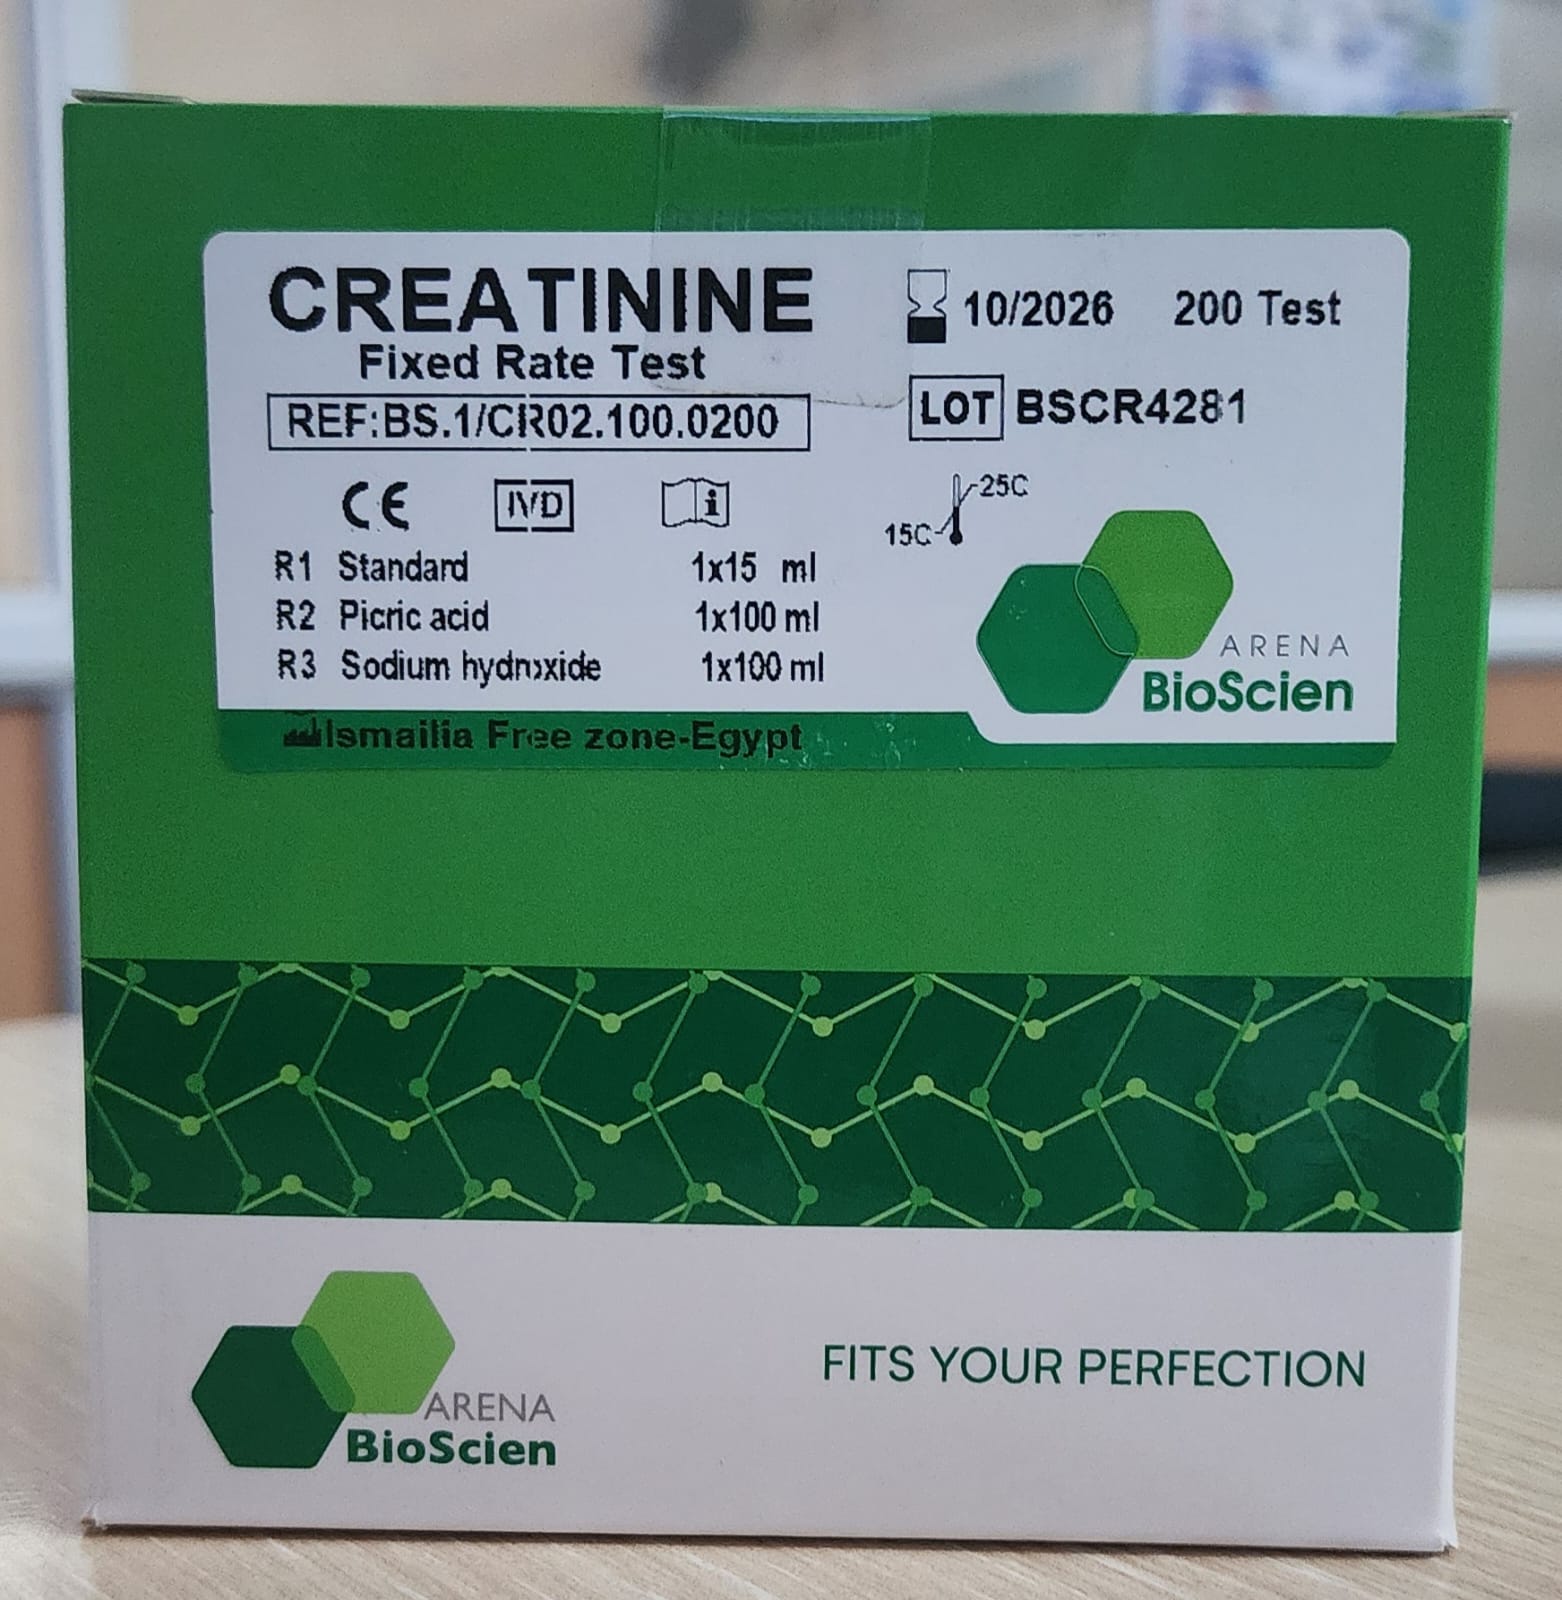 CREATININE
10/2026 200 Test
Fixed Rate Test
REF:BS.1/CR02.100.0200
LOT BSCR4281
CE IVD i
25C
15C
R1 Standard 1x15 ml
R2 Picric acid 1x100 ml
R3 Sodium hydroxide 1x100 ml
ARENA
BioScien
Ismailia Free zone-Egypt
FITS YOUR PERFECTION
ARENA
BioScien